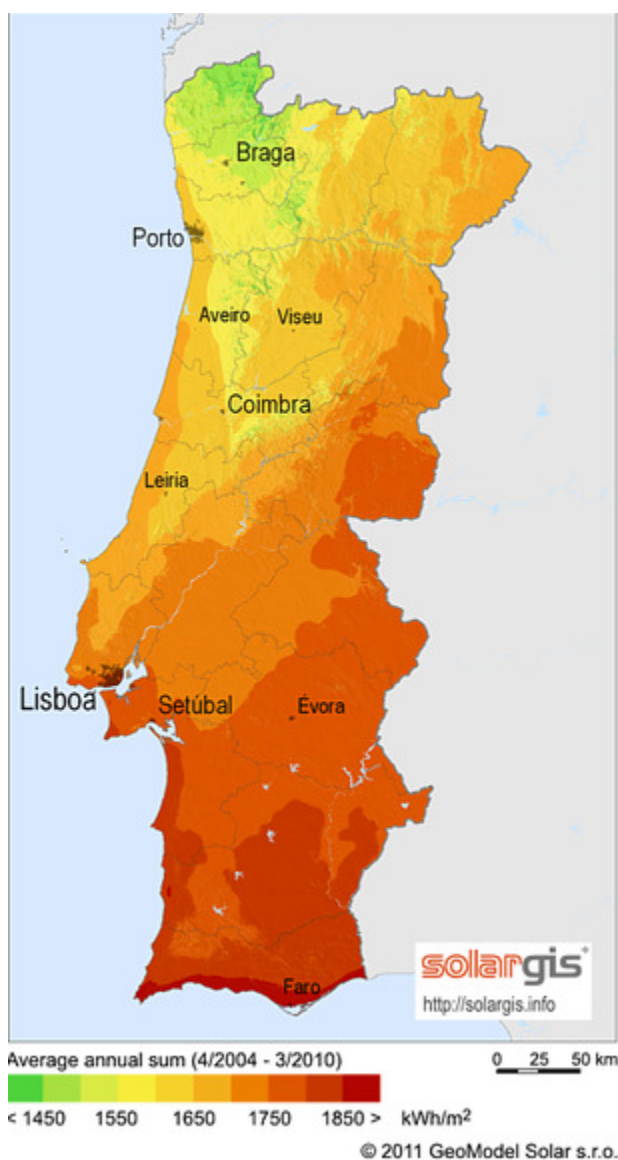 Braga
Porto
Aveiro Viseu
Coimbra
Leiria
Lisboa
Setúbal Évora
Faro
solargis
http://solargis.info
Average annual sum (4/2004 - 3/2010)
0 25 50 km
< 1450 1550 1650 1750 1850 > kWh/m²
© 2011 GeoModel Solar s.r.o.